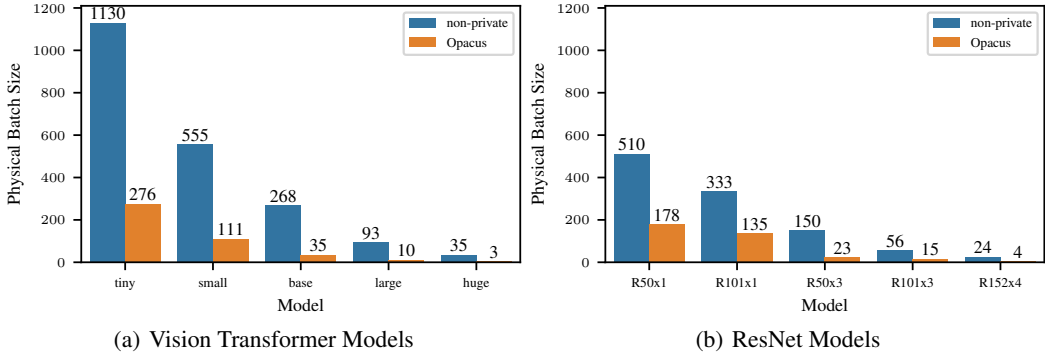 1200
1000
800
600
400
200
0
Physical Batch Size
1130
276
555
111
268
35
93
10
35
3
non-private
Opacus
tiny small base large huge
Model
(a) Vision Transformer Models
1200
1000
800
600
400
200
0
Physical Batch Size
510
178
333
135
150
23
56
15
24
4
non-private
Opacus
R50x1 R101x1 R50x3 R101x3 R152x4
Model
(b) ResNet Models